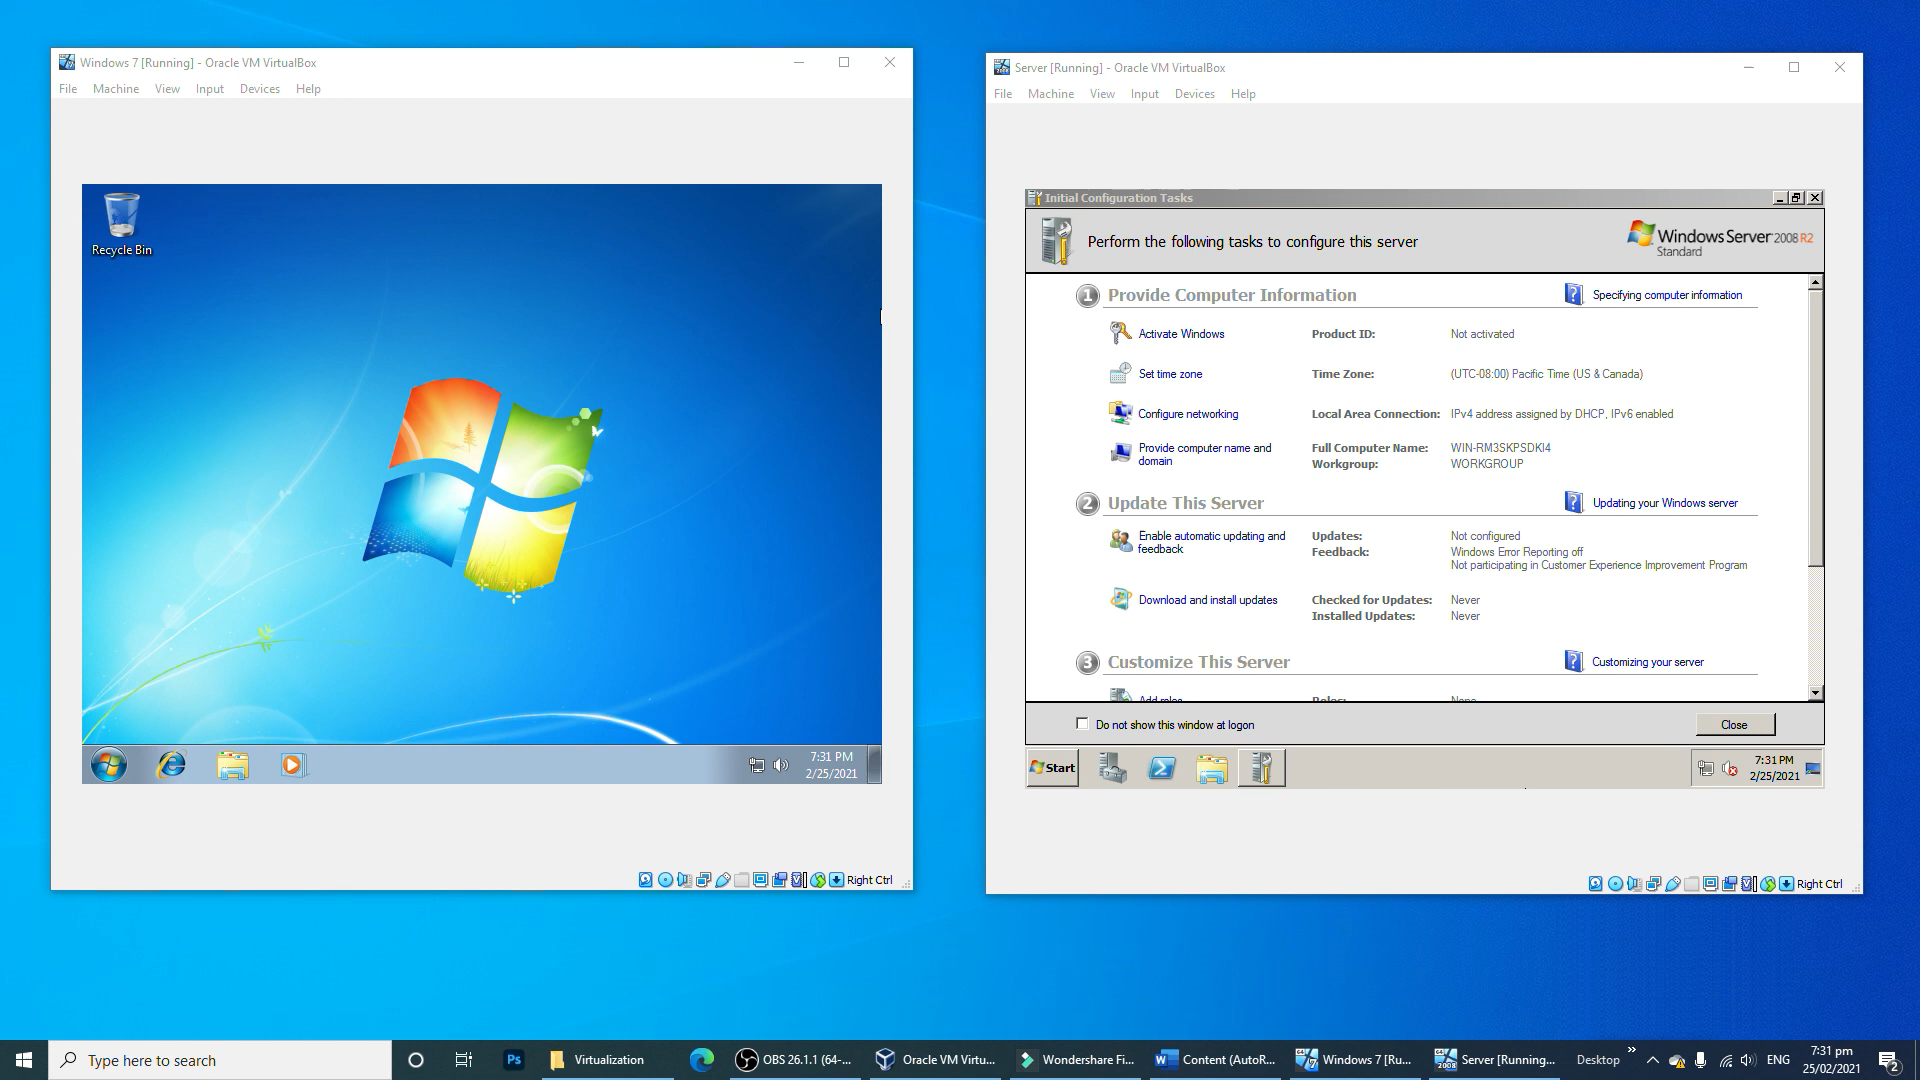 Windows 7 [Running] - Oracle VM VirtualBox
File Machine View Input Devices Help
Recycle Bin
7:31 PM
2/25/2021
Right Ctrl
Server [Running] - Oracle VM VirtualBox
File Machine View Input Devices Help
Initial Configuration Tasks
Perform the following tasks to configure this server
Windows Server 2008 R2
Standard
1 Provide Computer Information
Specifying computer information
Activate Windows Product ID: Not activated
Set time zone Time Zone: (UTC-08:00) Pacific Time (US & Canada)
Configure networking Local Area Connection: IPv4 address assigned by DHCP, IPv6 enabled
Provide computer name and domain Full Computer Name: WIN-RM3SKPSDKI4
Workgroup: WORKGROUP
2 Update This Server
Updating your Windows server
Enable automatic updating and feedback Updates: Not configured
Feedback: Windows Error Reporting off
Not participating in Customer Experience Improvement Program
Download and install updates Checked for Updates: Never
Installed Updates: Never
3 Customize This Server
Customizing your server
Add roles Roles: None
Do not show this window at logon
Close
Start
7:31 PM
2/25/2021
Right Ctrl
Type here to search
Ps
Virtualization
OBS 26.1.1 (64-...
Oracle VM Virtu...
Wondershare Fi...
Content (AutoR...
Windows 7 [Ru...
Server [Running...
Desktop
ENG
7:31 pm
25/02/2021
2